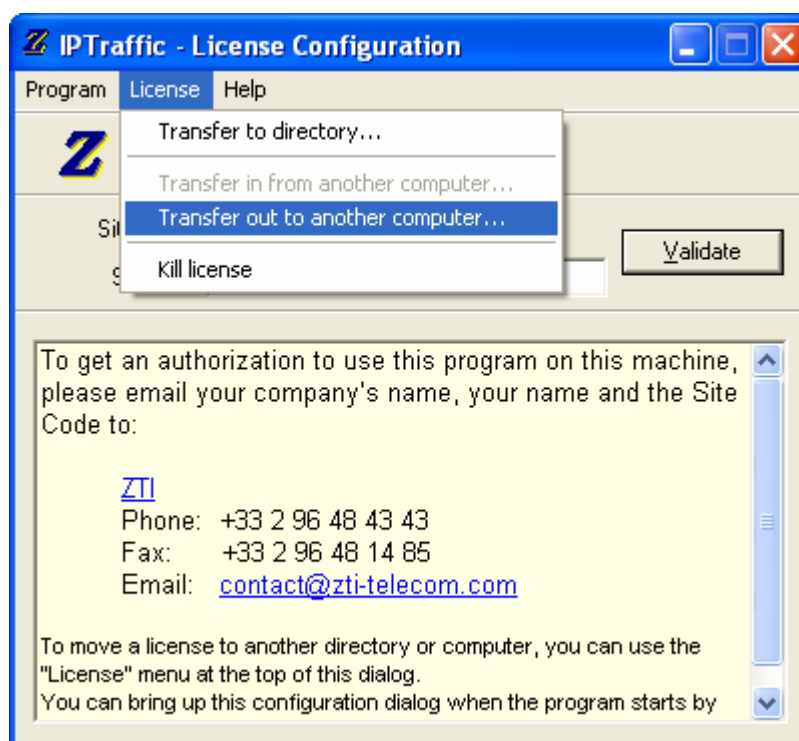 IPTraffic - License Configuration
Program License Help
Transfer to directory...
Transfer in from another computer...
Transfer out to another computer...
Kill license
Validate
To get an authorization to use this program on this machine,
please email your company's name, your name and the Site
Code to:
ZTI
Phone: +33 2 96 48 43 43
Fax: +33 2 96 48 14 85
Email: contact@zti-telecom.com
To move a license to another directory or computer, you can use the
"License" menu at the top of this dialog.
You can bring up this configuration dialog when the program starts by